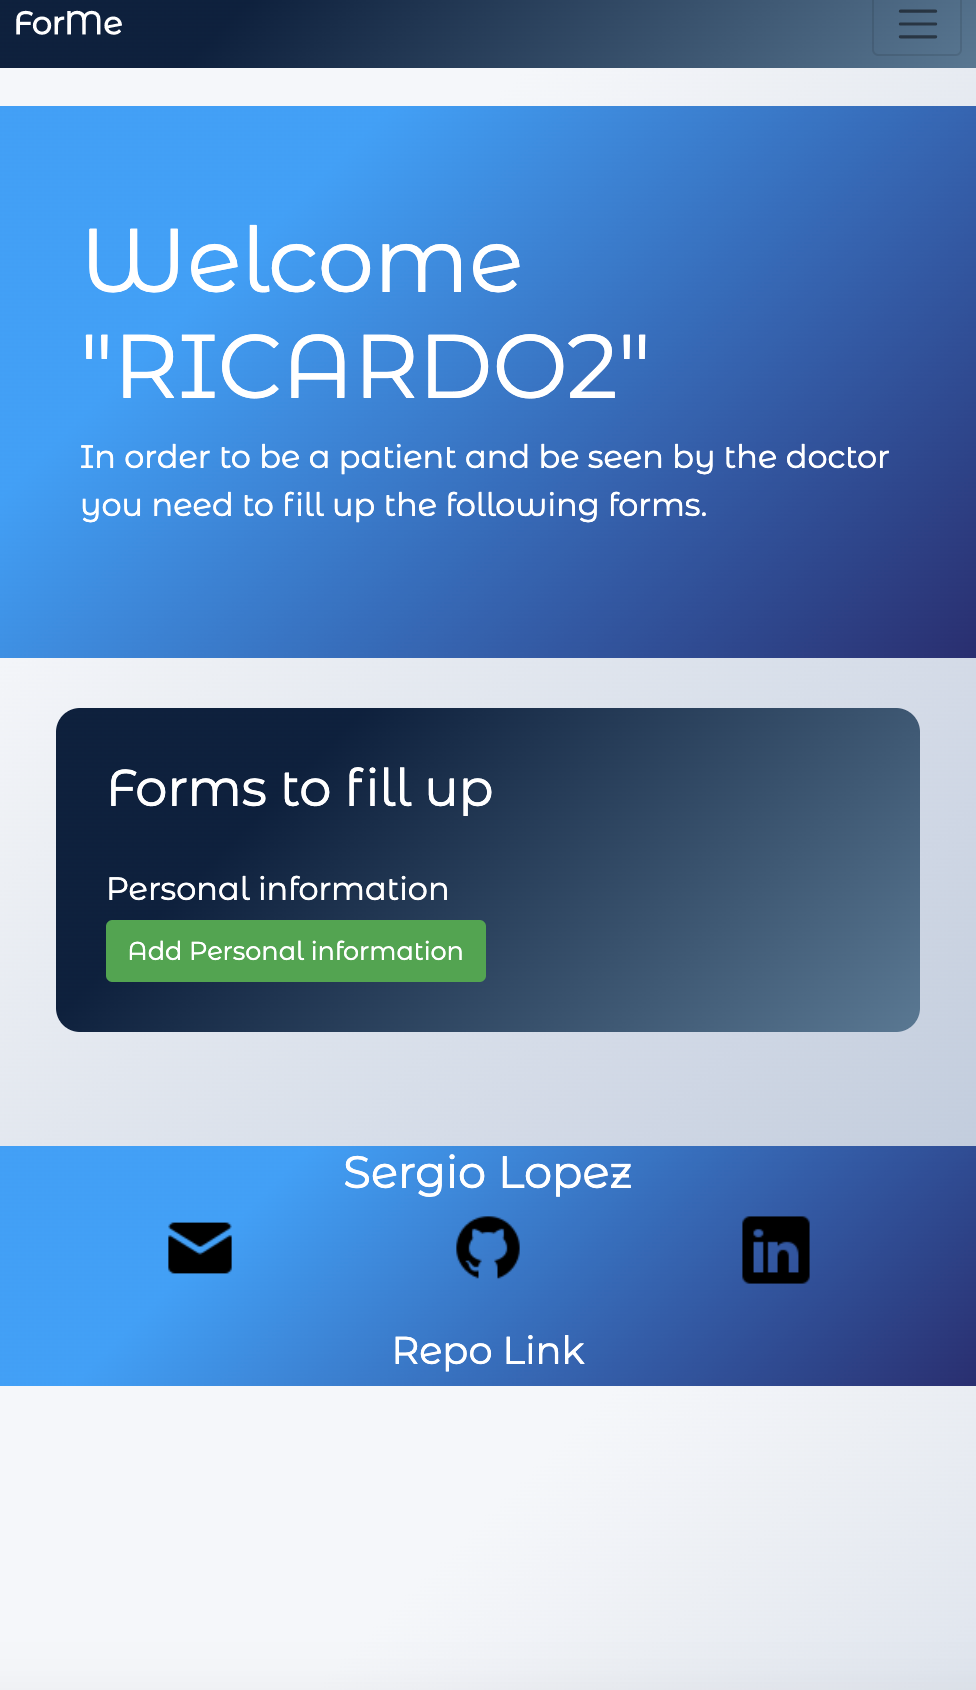 ForMe
Welcome
"RICARDO2"
In order to be a patient and be seen by the doctor
you need to fill up the following forms.
Forms to fill up
Personal information
Add Personal information
Sergio Lopez
in
Repo Link